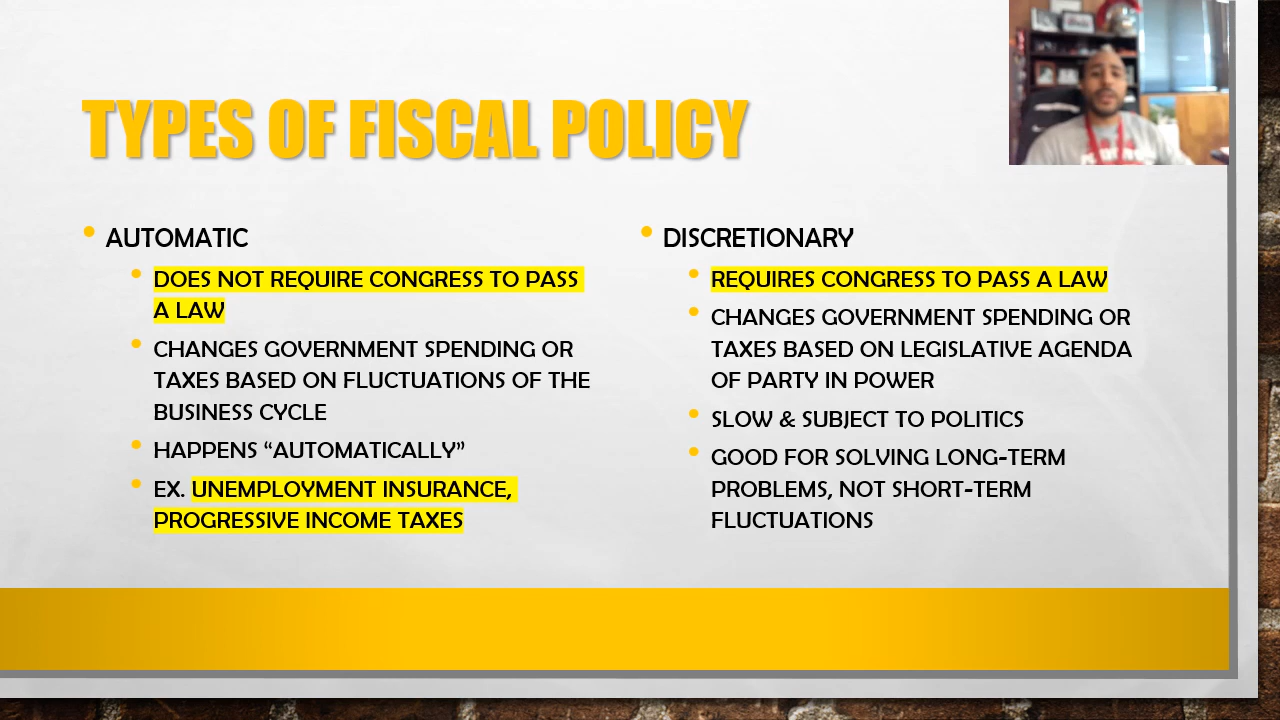 TYPES OF FISCAL POLICY
• AUTOMATIC
• DOES NOT REQUIRE CONGRESS TO PASS
A LAW
• CHANGES GOVERNMENT SPENDING OR
TAXES BASED ON FLUCTUATIONS OF THE
BUSINESS CYCLE
• HAPPENS “AUTOMATICALLY”
• EX. UNEMPLOYMENT INSURANCE,
PROGRESSIVE INCOME TAXES
• DISCRETIONARY
• REQUIRES CONGRESS TO PASS A LAW
• CHANGES GOVERNMENT SPENDING OR
TAXES BASED ON LEGISLATIVE AGENDA
OF PARTY IN POWER
• SLOW & SUBJECT TO POLITICS
• GOOD FOR SOLVING LONG-TERM
PROBLEMS, NOT SHORT-TERM
FLUCTUATIONS